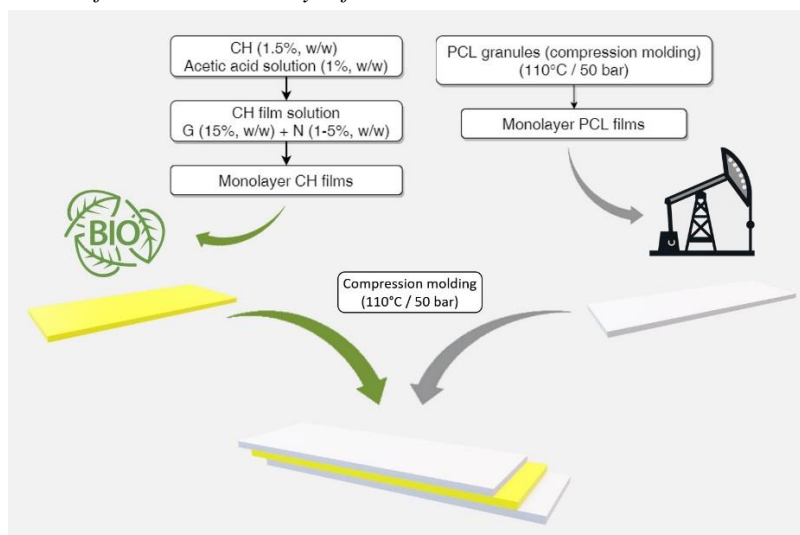 CH (1.5%, w/w)
Acetic acid solution (1%, w/w)
CH film solution
G (15%, w/w) + N (1-5%, w/w)
Monolayer CH films
PCL granules (compression molding)
(110°C / 50 bar)
Monolayer PCL films
BIO
Compression molding
(110°C / 50 bar)